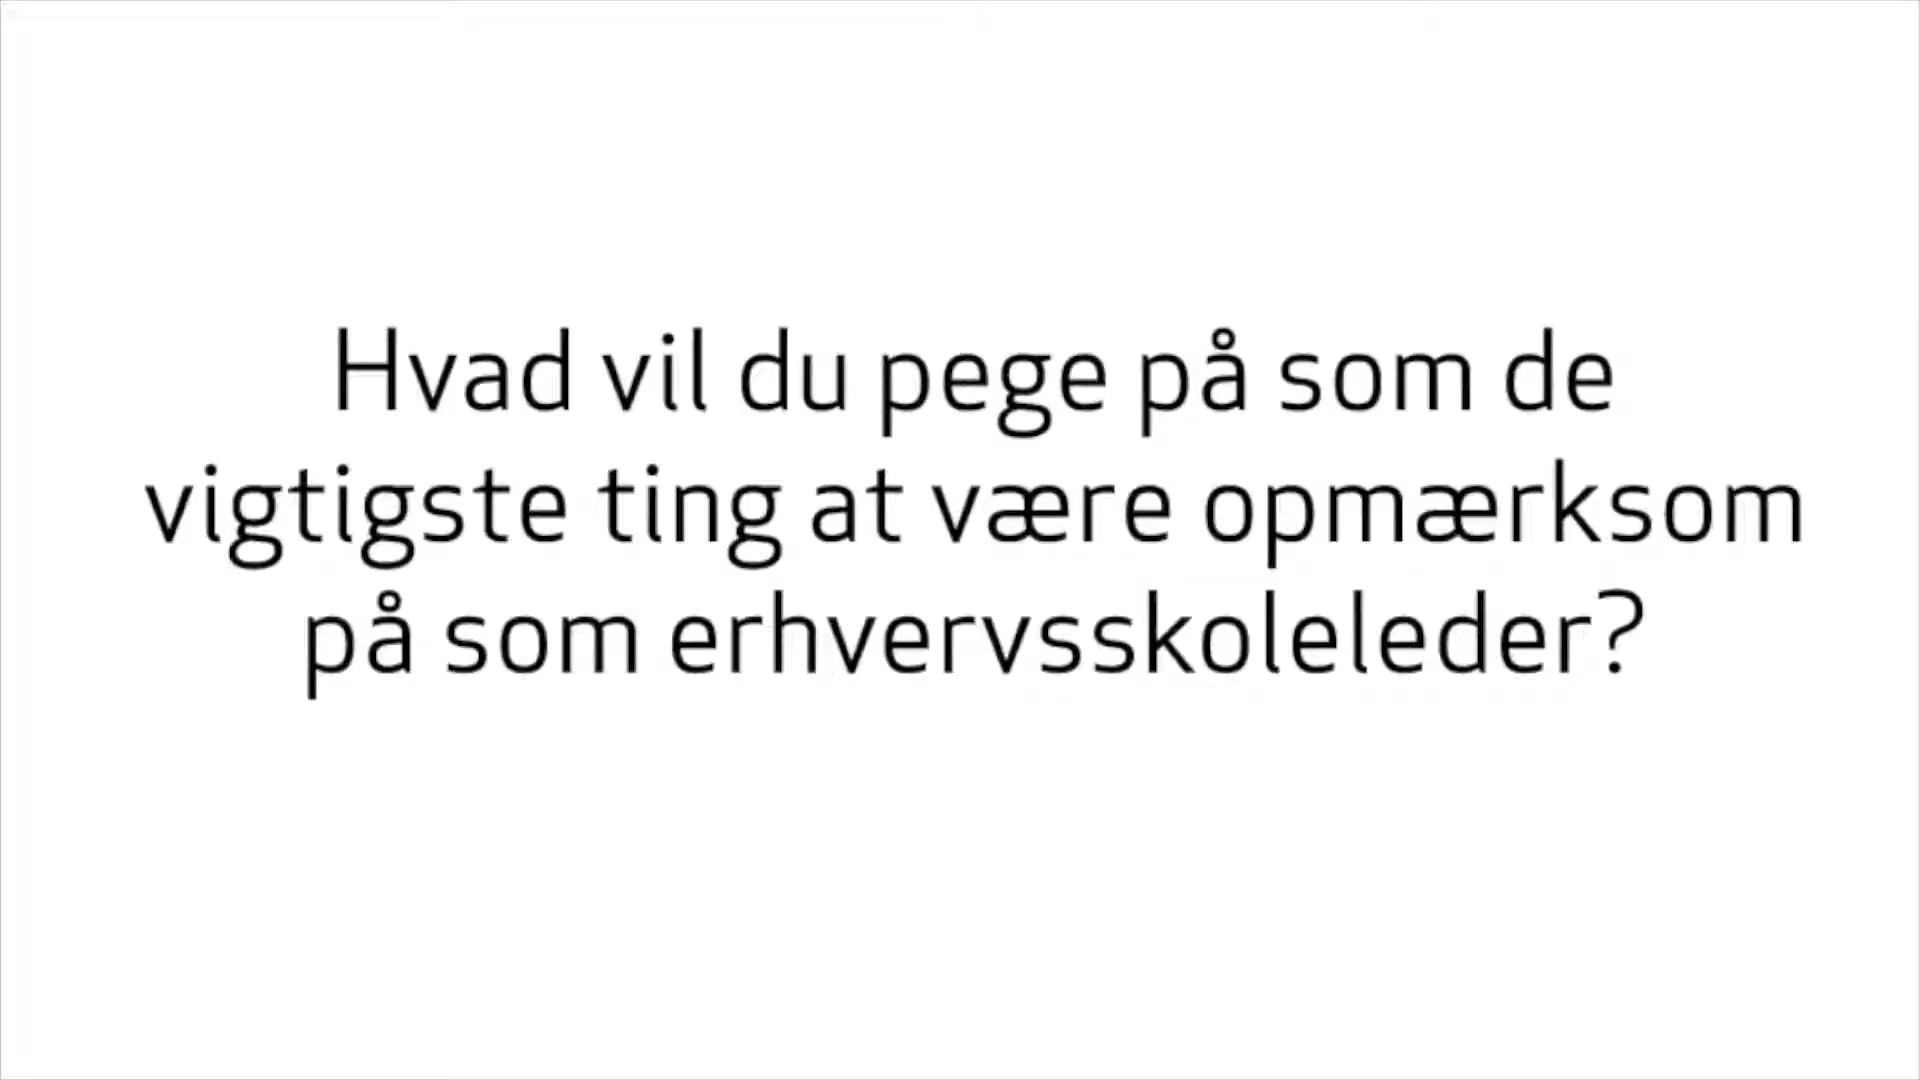 Hvad vil du pege på som de
vigtigste ting at være opmærksom
på som erhvervsskoleleder?